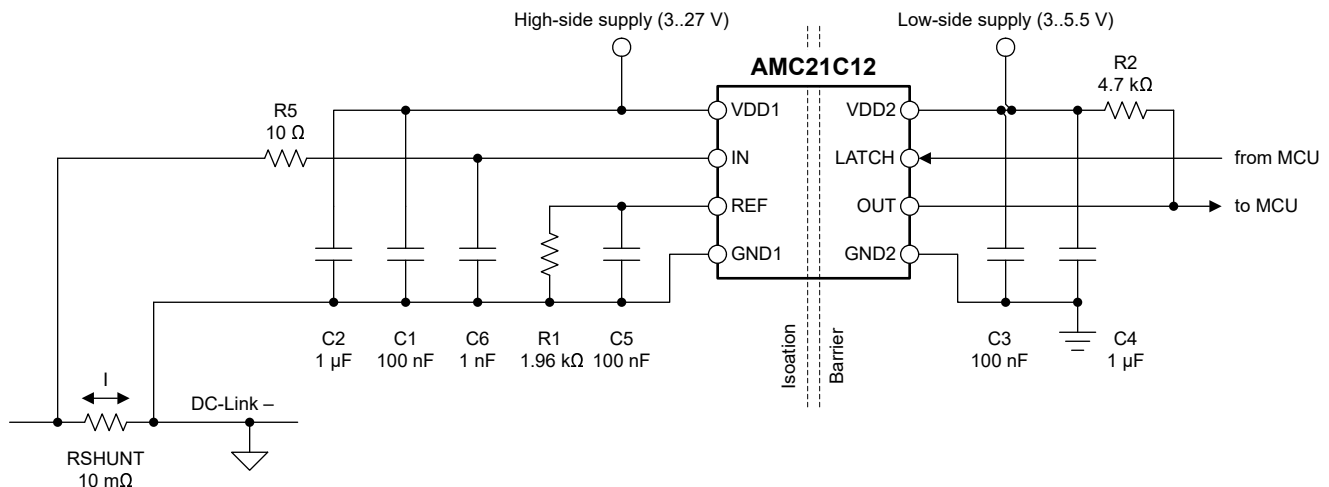 High-side supply (3..27 V)
Low-side supply (3..5.5 V)
AMC21C12
R2
4.7 kΩ
R5
10 Ω
VDD1
VDD2
IN
LATCH
from MCU
REF
OUT
to MCU
GND1
GND2
C2
1 µF
C1
100 nF
C6
1 nF
R1
1.96 kΩ
C5
100 nF
Isoation
Barrier
C3
100 nF
C4
1 µF
I
DC-Link –
RSHUNT
10 mΩ